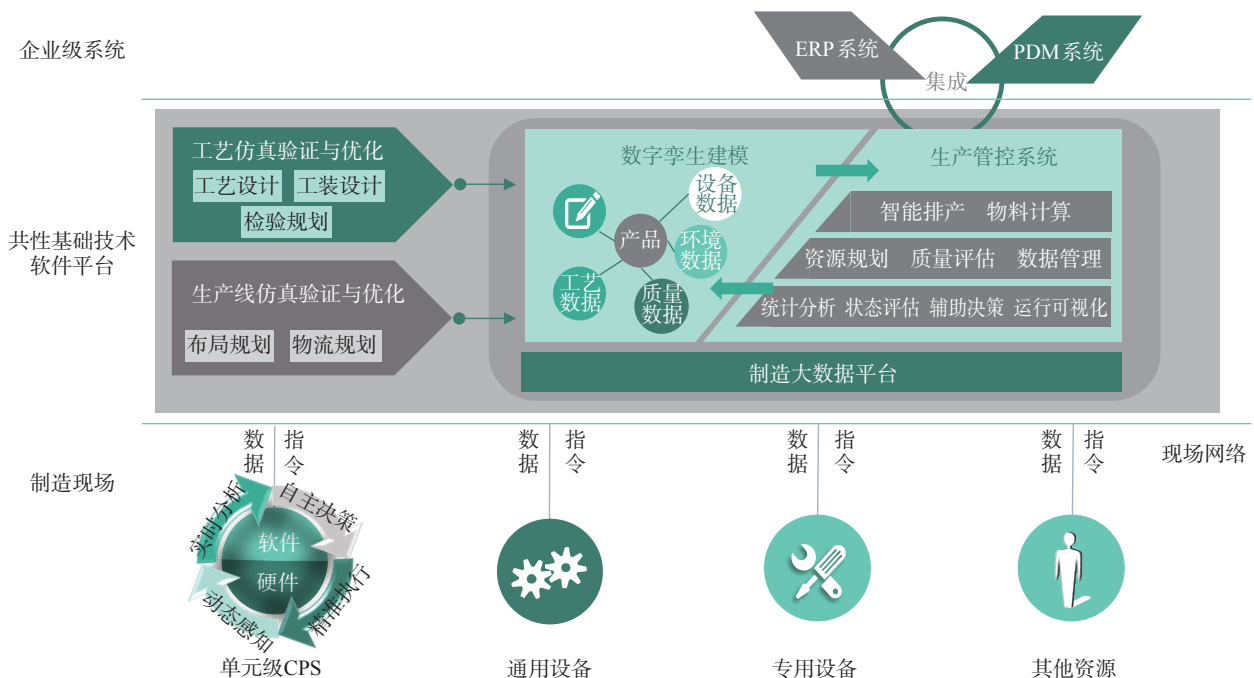 企业级系统
ERP系统
PDM系统
集成
共性基础技术
软件平台
工艺仿真验证与优化
工艺设计 工装设计
检验规划
生产线仿真验证与优化
布局规划 物流规划
数字孪生建模
设备
数据
产品
环境
数据
工艺
数据
质量
数据
生产管控系统
智能排产 物料计算
资源规划 质量评估 数据管理
统计分析 状态评估 辅助决策 运行可视化
制造大数据平台
制造现场
现场网络
数据 指令
数据 指令
数据 指令
数据 指令
实时分析
自主决策
软件
硬件
动态感知
精准执行
单元级CPS
通用设备
专用设备
其他资源